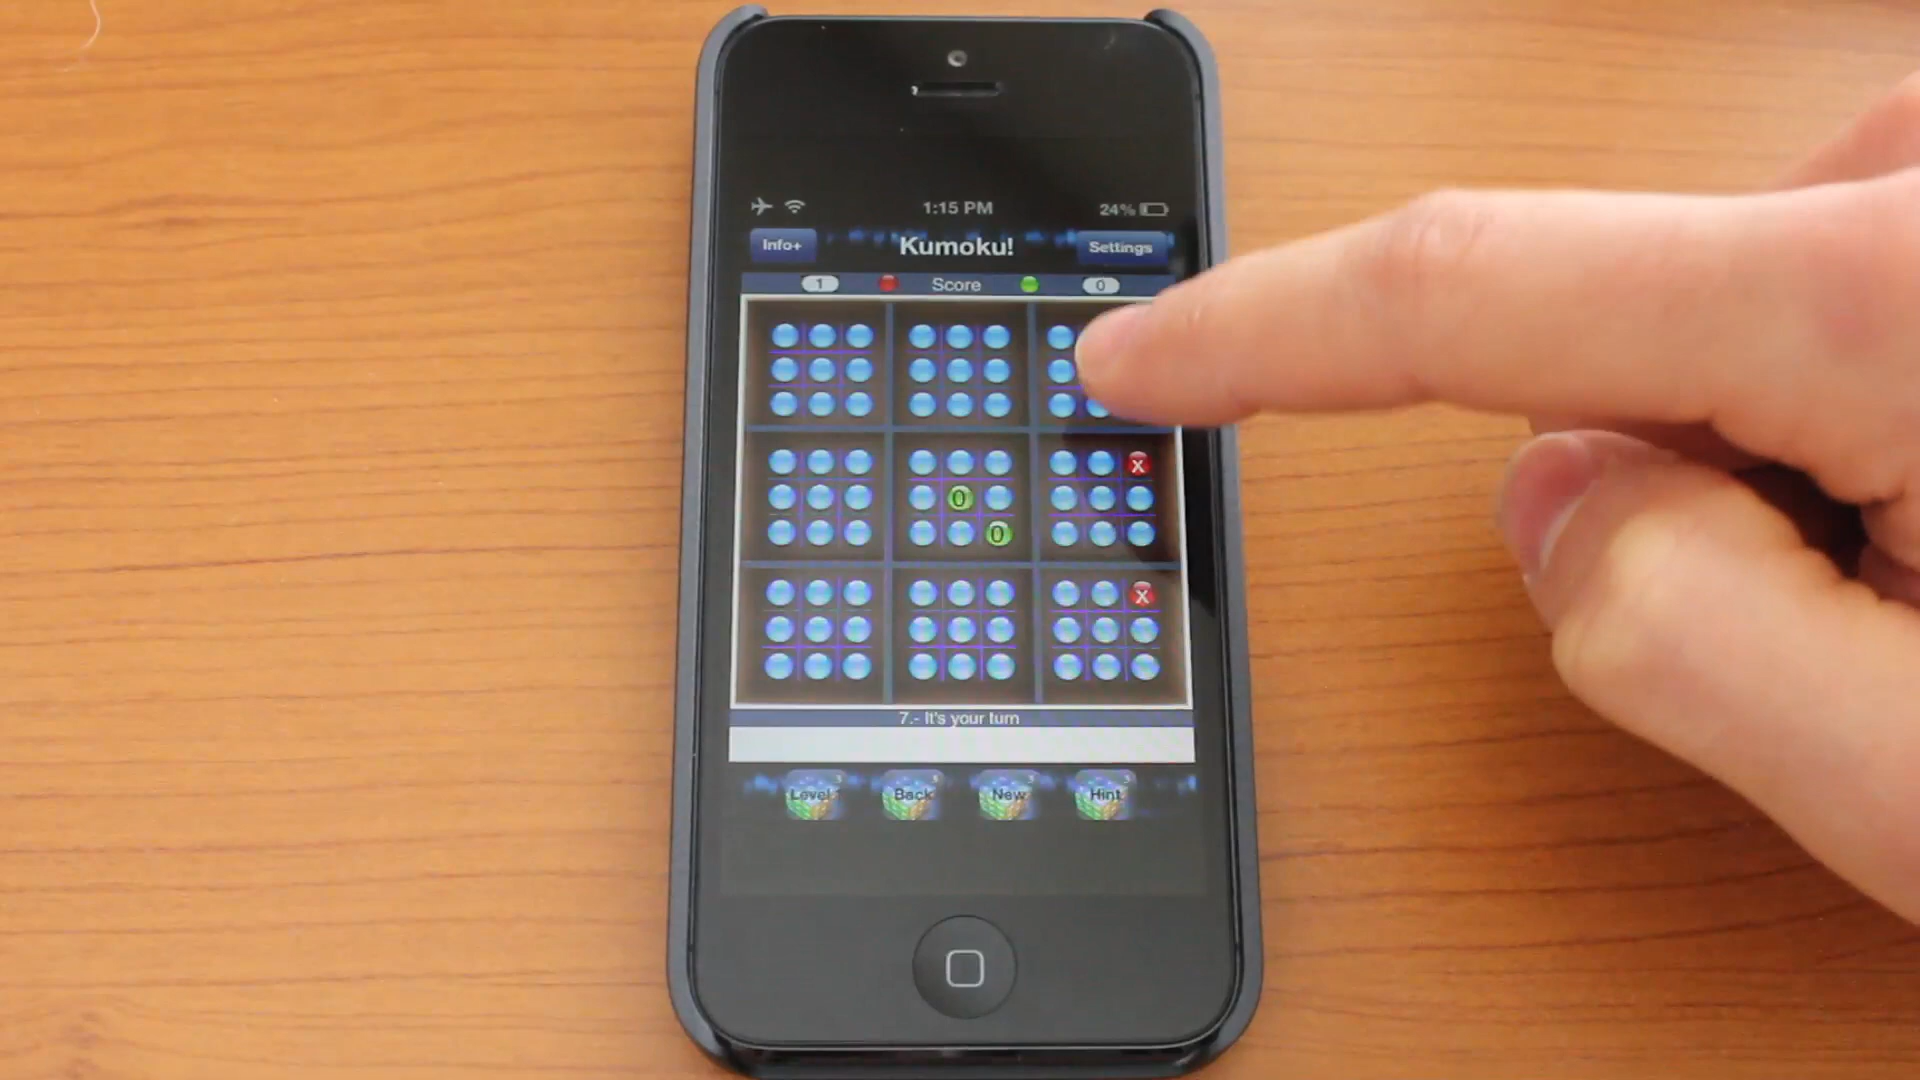 1:15 PM 24%
Info+ Kumoku! Settings
1 Score 0
X
0
0
X
7.- It's your turn
Level 1 Back New Hint